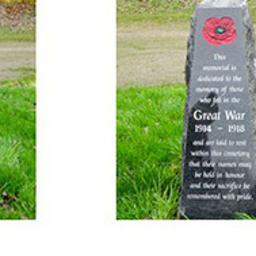 This
memorial is
dedicated to the
memory of those
who fell in the
Great War
1914 - 1918
and are laid to rest
within this cemetery
that their names may
be held in honour
and their sacrifice be
remembered with pride.